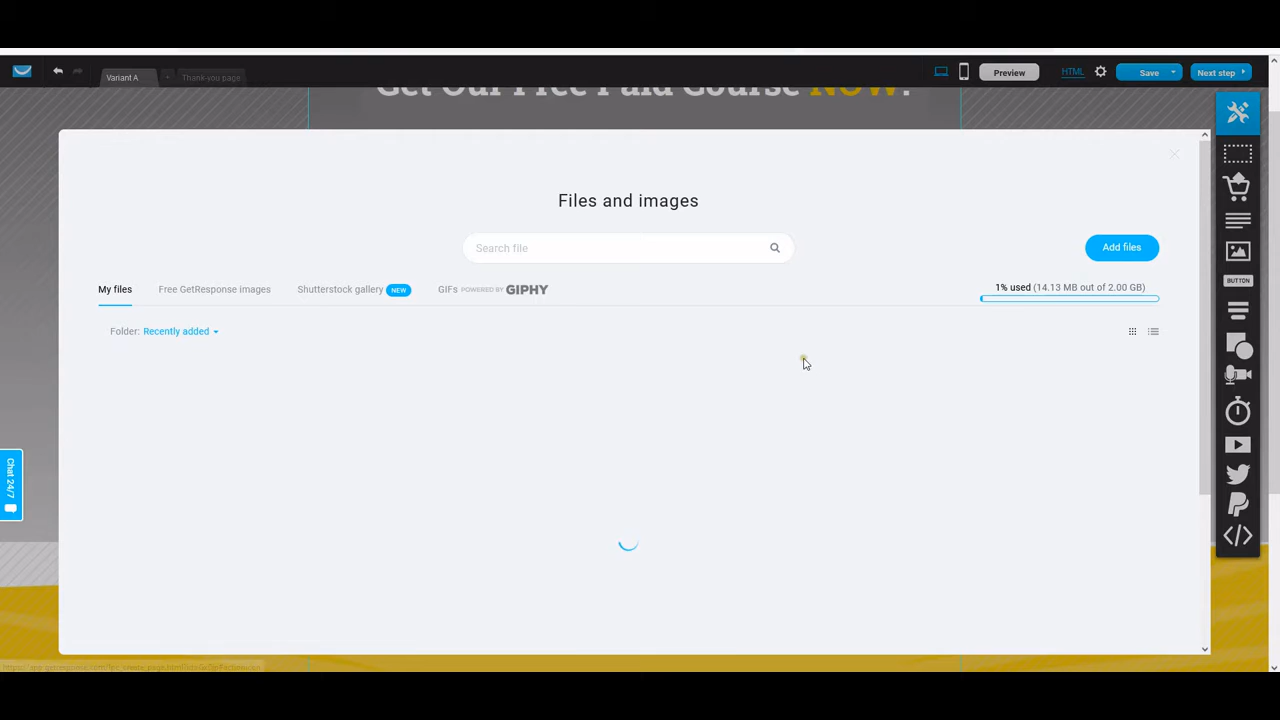 Variant A
Thank-you page
Preview
HTML
Save
Next step
Get Our Free Paid Course NOW!
Files and images
Search file
Add files
My files
Free GetResponse images
Shutterstock gallery NEW
GIFs POWERED BY GIPHY
1% used (14.13 MB out of 2.00 GB)
Folder: Recently added
BUTTON
Chat 24/7